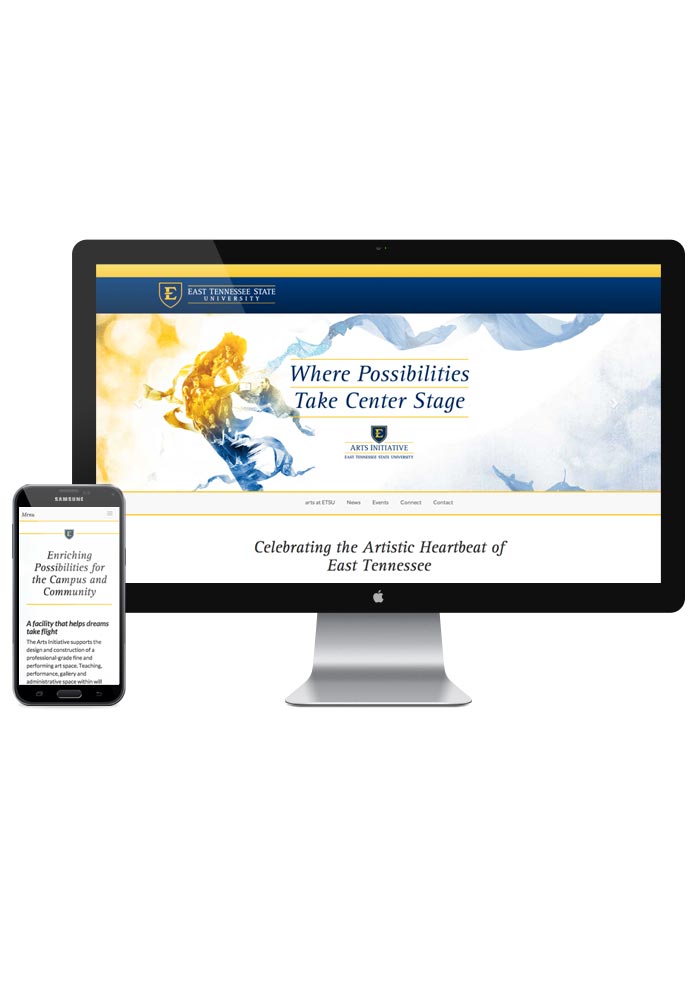 EAST TENNESSEE STATE
UNIVERSITY
Where Possibilities
Take Center Stage
E
ARTS INITIATIVE
EAST TENNESSEE STATE UNIVERSITY
arts at ETSU News Events Connect Contact
Celebrating the Artistic Heartbeat of
East Tennessee
SAMSUNG
Menu
Enriching
Possibilities for
the Campus and
Community
A facility that helps dreams
take flight
The Arts Initiative supports the
design and construction of a
professional-grade fine and
performing art space. Teaching,
performance, gallery and
administrative space within will